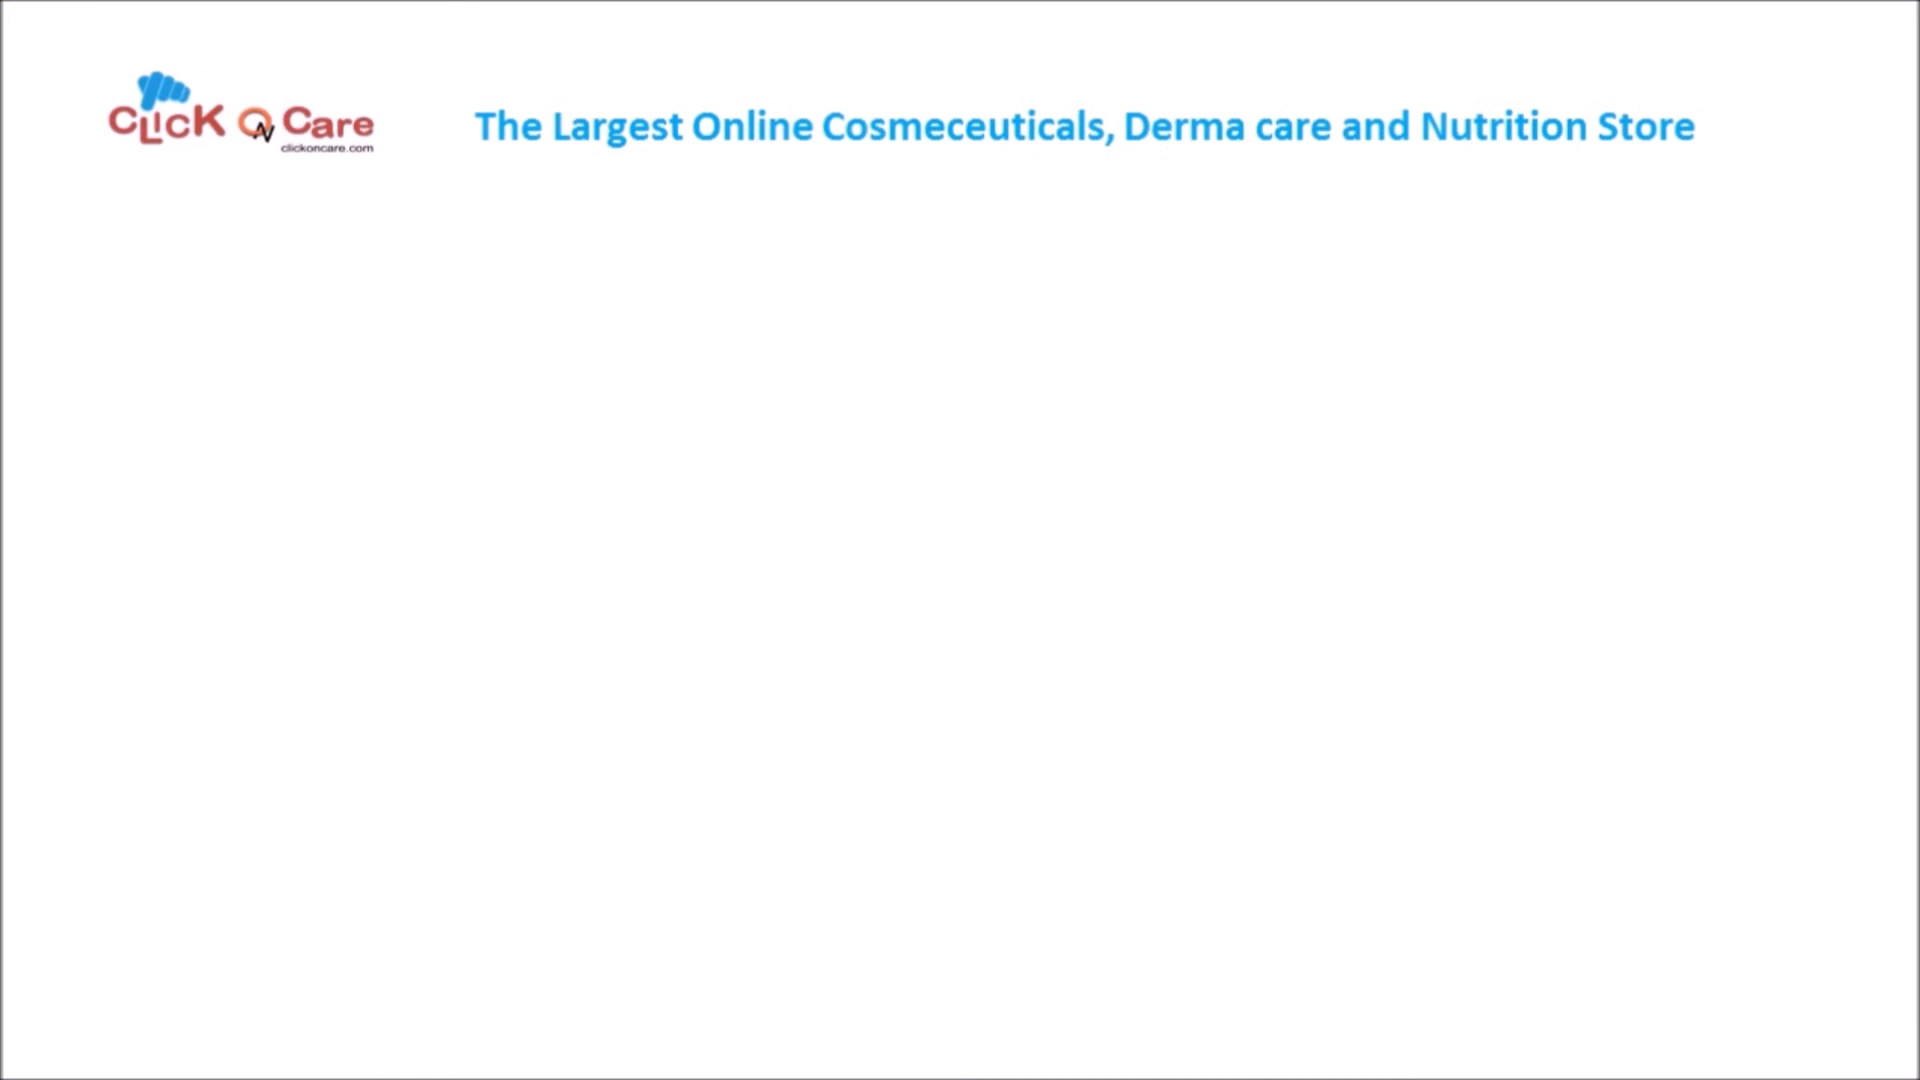 CLicK ON Care
clickoncare.com
The Largest Online Cosmeceuticals, Derma care and Nutrition Store